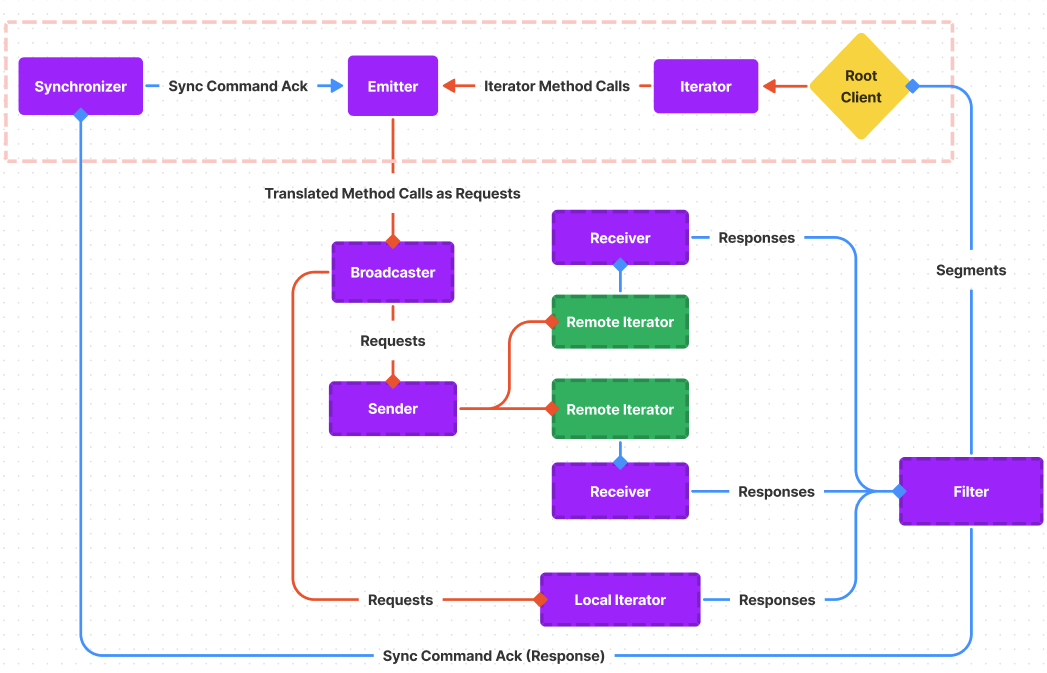 Synchronizer
Sync Command Ack
Emitter
Iterator Method Calls
Iterator
Root
Client
Translated Method Calls as Requests
Receiver
Responses
Broadcaster
Segments
Remote Iterator
Requests
Sender
Remote Iterator
Receiver
Responses
Filter
Requests
Local Iterator
Responses
Sync Command Ack (Response)